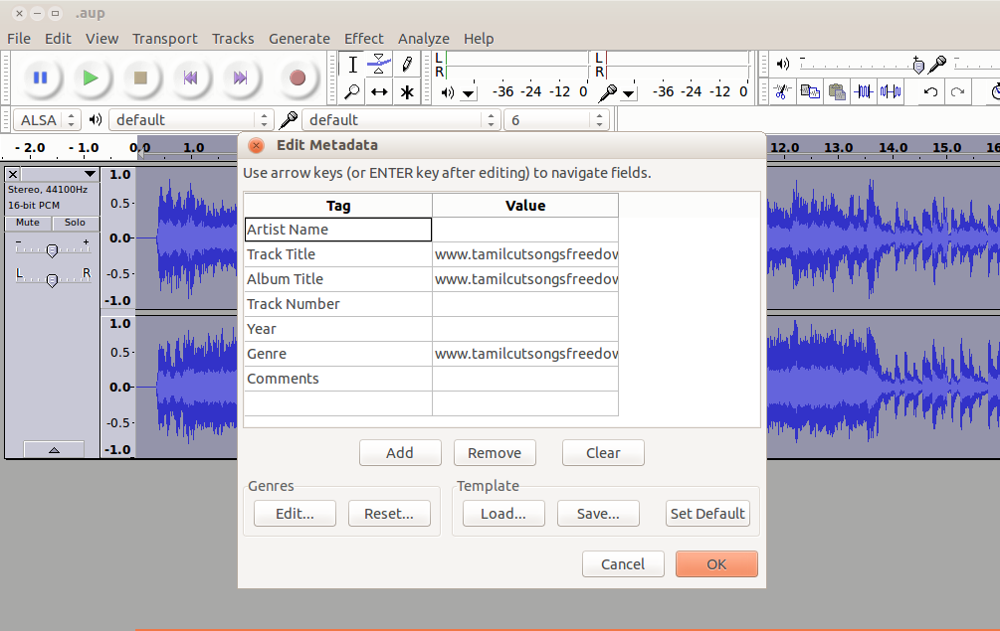 .aup
File Edit View Transport Tracks Generate Effect Analyze Help
L
R
L
R
-36 -24 -12 0
-36 -24 -12 0
ALSA
default
default
6
- 2.0 - 1.0 0.0 1.0 12.0 13.0 14.0 15.0 16
Edit Metadata
Use arrow keys (or ENTER key after editing) to navigate fields.
Tag Value
Artist Name
Track Title www.tamilcutsongsfreedow
Album Title www.tamilcutsongsfreedow
Track Number
Year
Genre www.tamilcutsongsfreedow
Comments
Add Remove Clear
Genres
Edit... Reset...
Template
Load... Save... Set Default
Cancel OK
Stereo, 44100Hz
16-bit PCM
Mute Solo
- +
L R
1.0
0.5-
0.0-
-0.5-
-1.0
1.0
0.5-
0.0-
-0.5-
-1.0